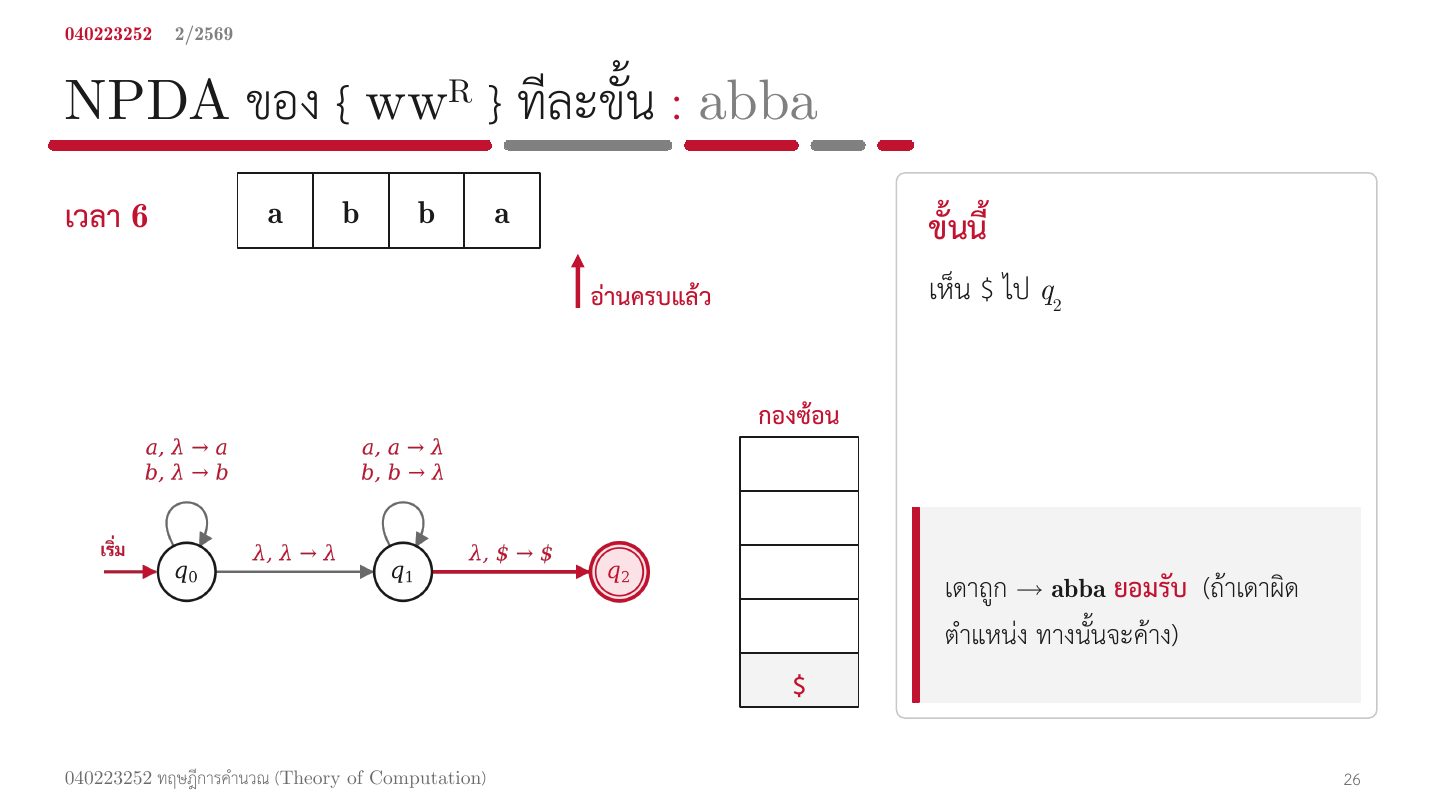 040223252 2/2569
NPDA ของ { ww^R } ทีละขั้น : abba
เวลา 6
a b b a
อ่านครบแล้ว
ขั้นนี้
เห็น $ ไป q₂
กองซ้อน
$
a, λ → a
b, λ → b
a, a → λ
b, b → λ
เริ่ม
λ, λ → λ
λ, $ → $
q₀ q₁ q₂
เดาถูก → abba ยอมรับ (ถ้าเดาผิด
ตำแหน่ง ทางนั้นจะค้าง)
040223252 ทฤษฎีการคำนวณ (Theory of Computation)
26